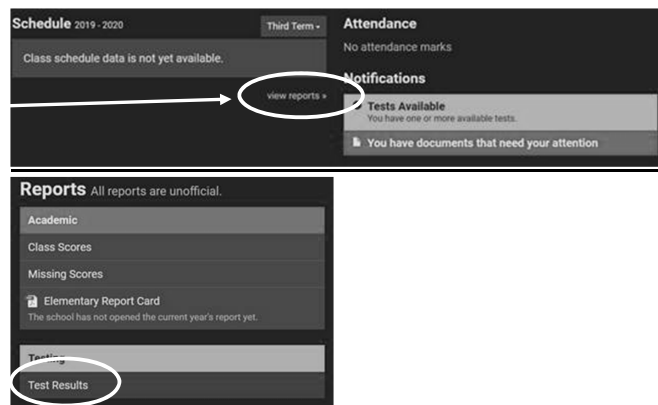 Schedule 2019 - 2020
Third Term
Class schedule data is not yet available.
view reports »
Attendance
No attendance marks
Notifications
Tests Available
You have one or more available tests.
You have documents that need your attention
Reports All reports are unofficial.
Academic
Class Scores
Missing Scores
Elementary Report Card
The school has not opened the current year's report yet.
Testing
Test Results